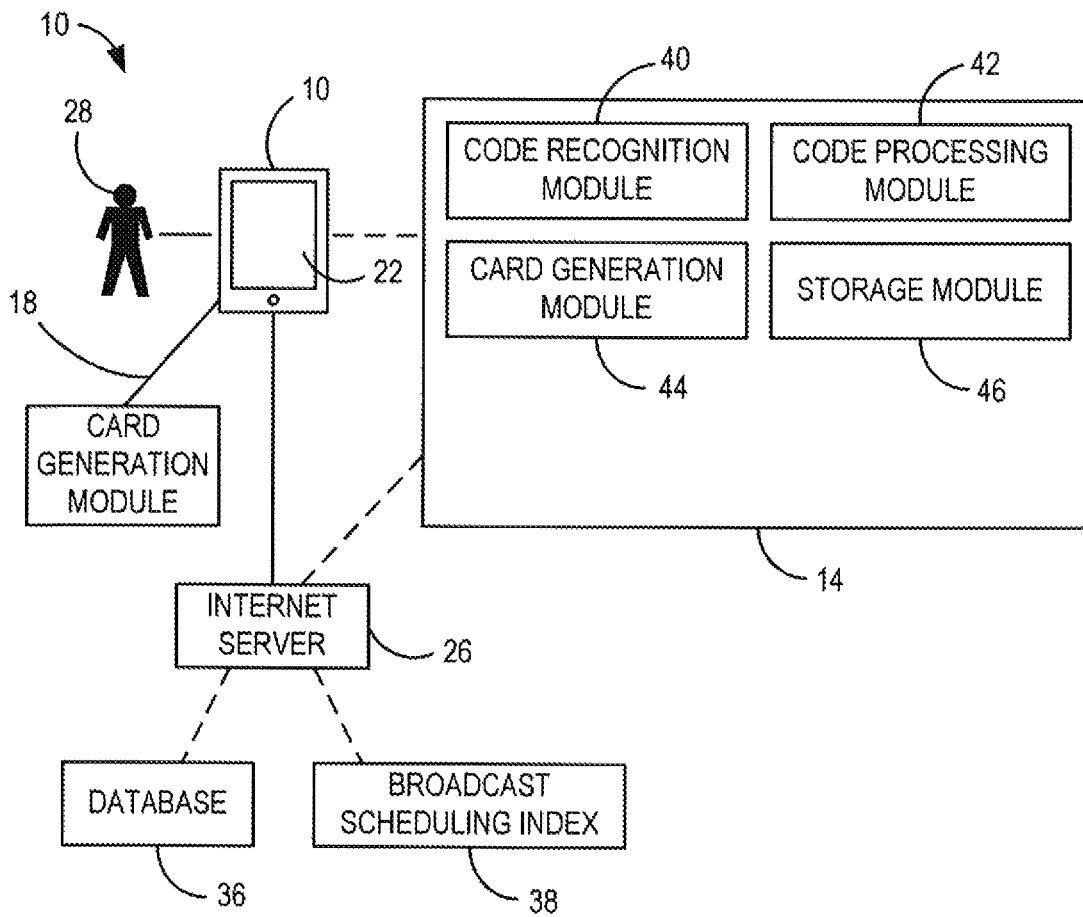 10
28
10
22
18
40
42
CODE RECOGNITION
MODULE
CODE PROCESSING
MODULE
CARD GENERATION
MODULE
STORAGE MODULE
44
46
14
CARD
GENERATION
MODULE
INTERNET
SERVER
26
DATABASE
BROADCAST
SCHEDULING INDEX
36
38